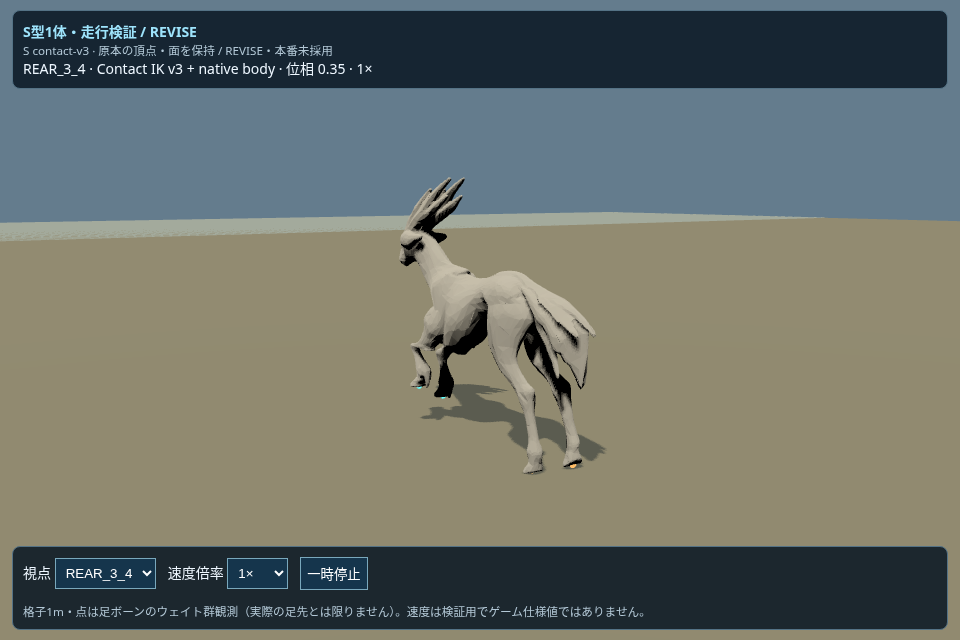 S型1体・走行検証 / REVISE
S contact-v3 · 原本の頂点・面を保持 / REVISE・本番未採用
REAR_3_4 · Contact IK v3 + native body · 位相 0.35 · 1×
視点 REAR_3_4 速度倍率 1× 一時停止
格子1m・点は足ボーンのウェイト群観測（実際の足先とは限りません）。速度は検証用でゲーム仕様値ではありません。